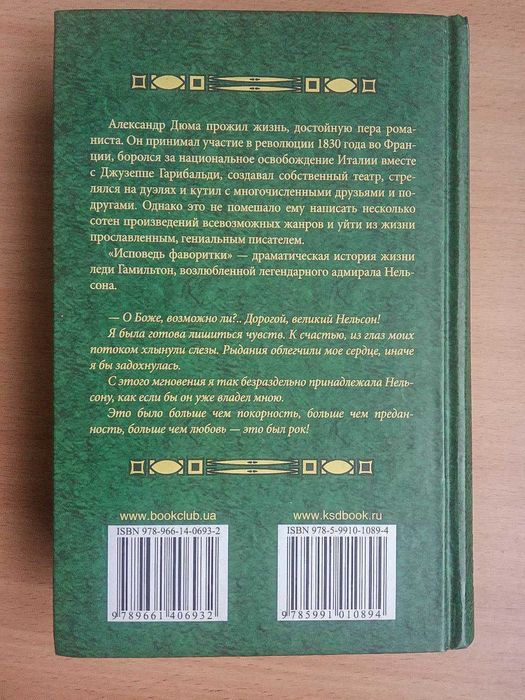 Александр Дюма прожил жизнь, достойную пера рома-
ниста. Он принимал участие в революции 1830 года во Фран-
ции, боролся за национальное освобождение Италии вместе
с Джузеппе Гарибальди, создавал собственный театр, стре-
лялся на дуэлях и кутил с многочисленными друзьями и по-
другами. Однако это не помешало ему написать несколько
сотен произведений всевозможных жанров и уйти из жизни
прославленным, гениальным писателем.
«Исповедь фаворитки» — драматическая история жизни
леди Гамильтон, возлюбленной легендарного адмирала Нель-
сона.
— О Боже, возможно ли?.. Дорогой, великий Нельсон!
Я была готова лишиться чувств. К счастью, из глаз моих
потоком хлынули слезы. Рыдания облегчили мое сердце, иначе
я бы задохнулась.
С этого мгновения я так безраздельно принадлежала Нель-
сону, как если бы он уже владел мною.
Это было больше чем покорность, больше чем предан-
ность, больше чем любовь — это был рок!
www.bookclub.ua
www.ksdbook.ru
ISBN 978-966-14-0693-2
ISBN 978-5-9910-1089-4
9 789661 406932
9 785991 010894